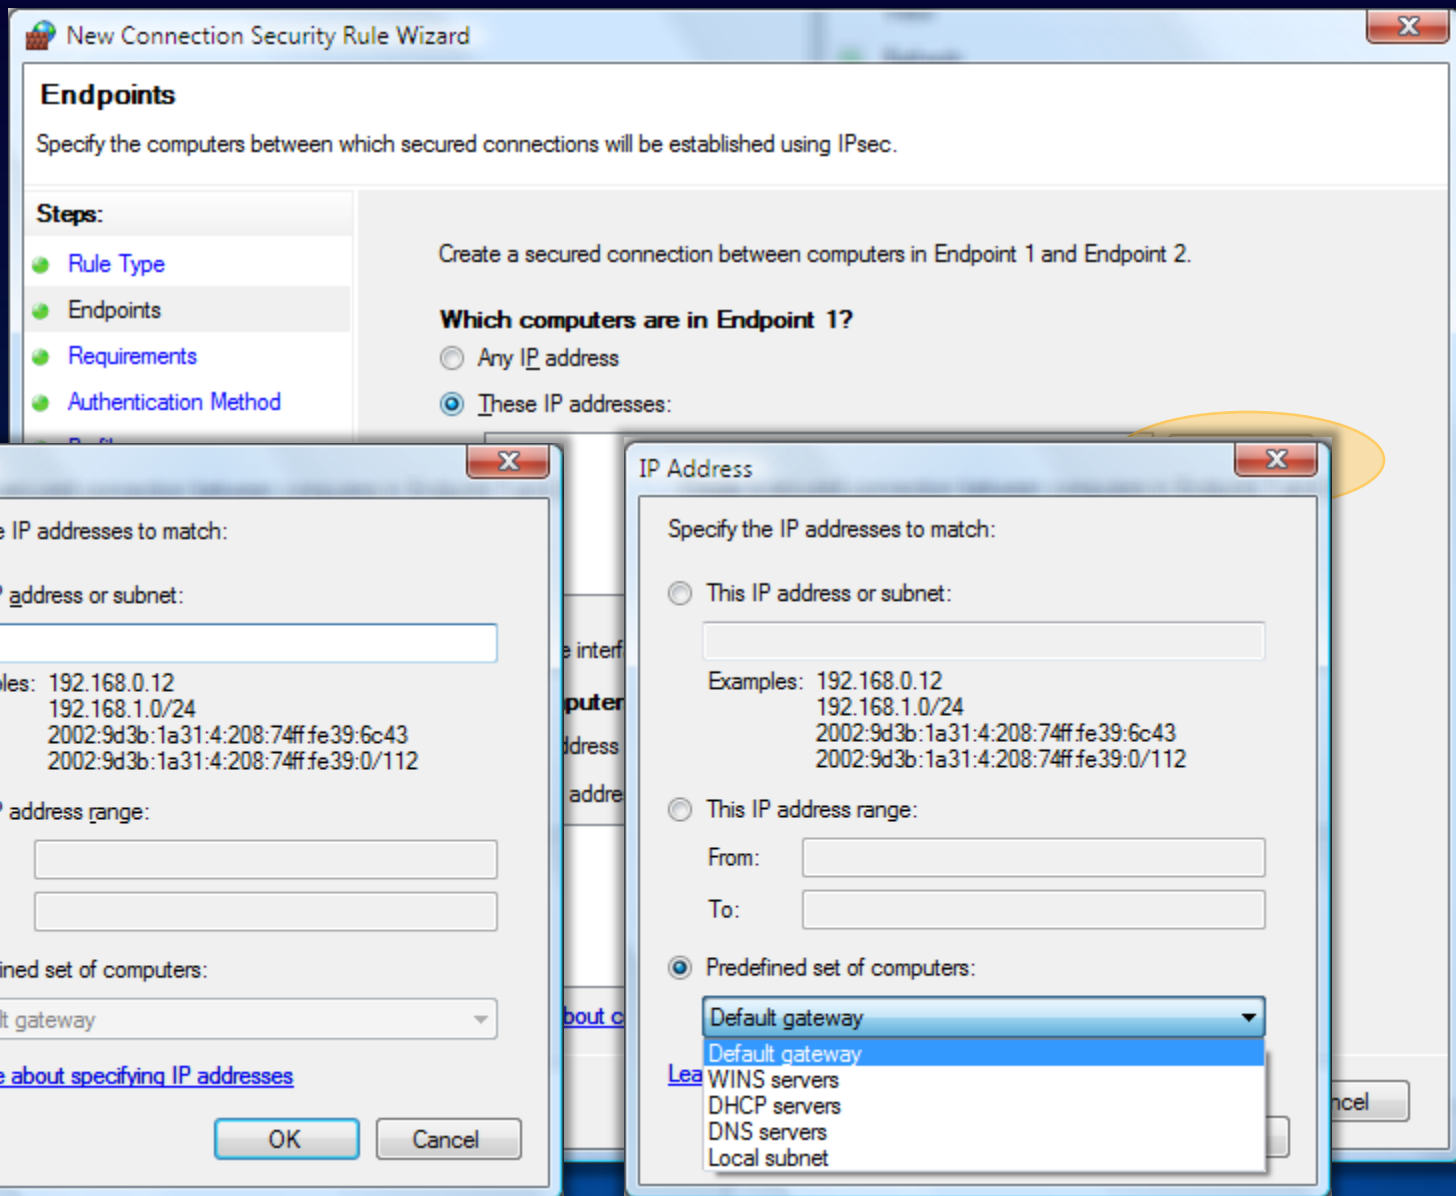 New Connection Security Rule Wizard
Endpoints
Specify the computers between which secured connections will be established using IPsec.
Steps:
Rule Type
Endpoints
Requirements
Authentication Method
Create a secured connection between computers in Endpoint 1 and Endpoint 2.
Which computers are in Endpoint 1?
Any IP address
These IP addresses:
e IP addresses to match:
P address or subnet:
ples: 192.168.0.12
192.168.1.0/24
2002:9d3b:1a31:4:208:74ff:fe39:6c43
2002:9d3b:1a31:4:208:74ff:fe39:0/112
P address range:
ined set of computers:
lt gateway
e about specifying IP addresses
OK
Cancel
e interf
puter
ddress
addre
bout c
IP Address
Specify the IP addresses to match:
This IP address or subnet:
Examples: 192.168.0.12
192.168.1.0/24
2002:9d3b:1a31:4:208:74ff:fe39:6c43
2002:9d3b:1a31:4:208:74ff:fe39:0/112
This IP address range:
From:
To:
Predefined set of computers:
Default gateway
Default gateway
WINS servers
DHCP servers
DNS servers
Local subnet
Lea
ncel